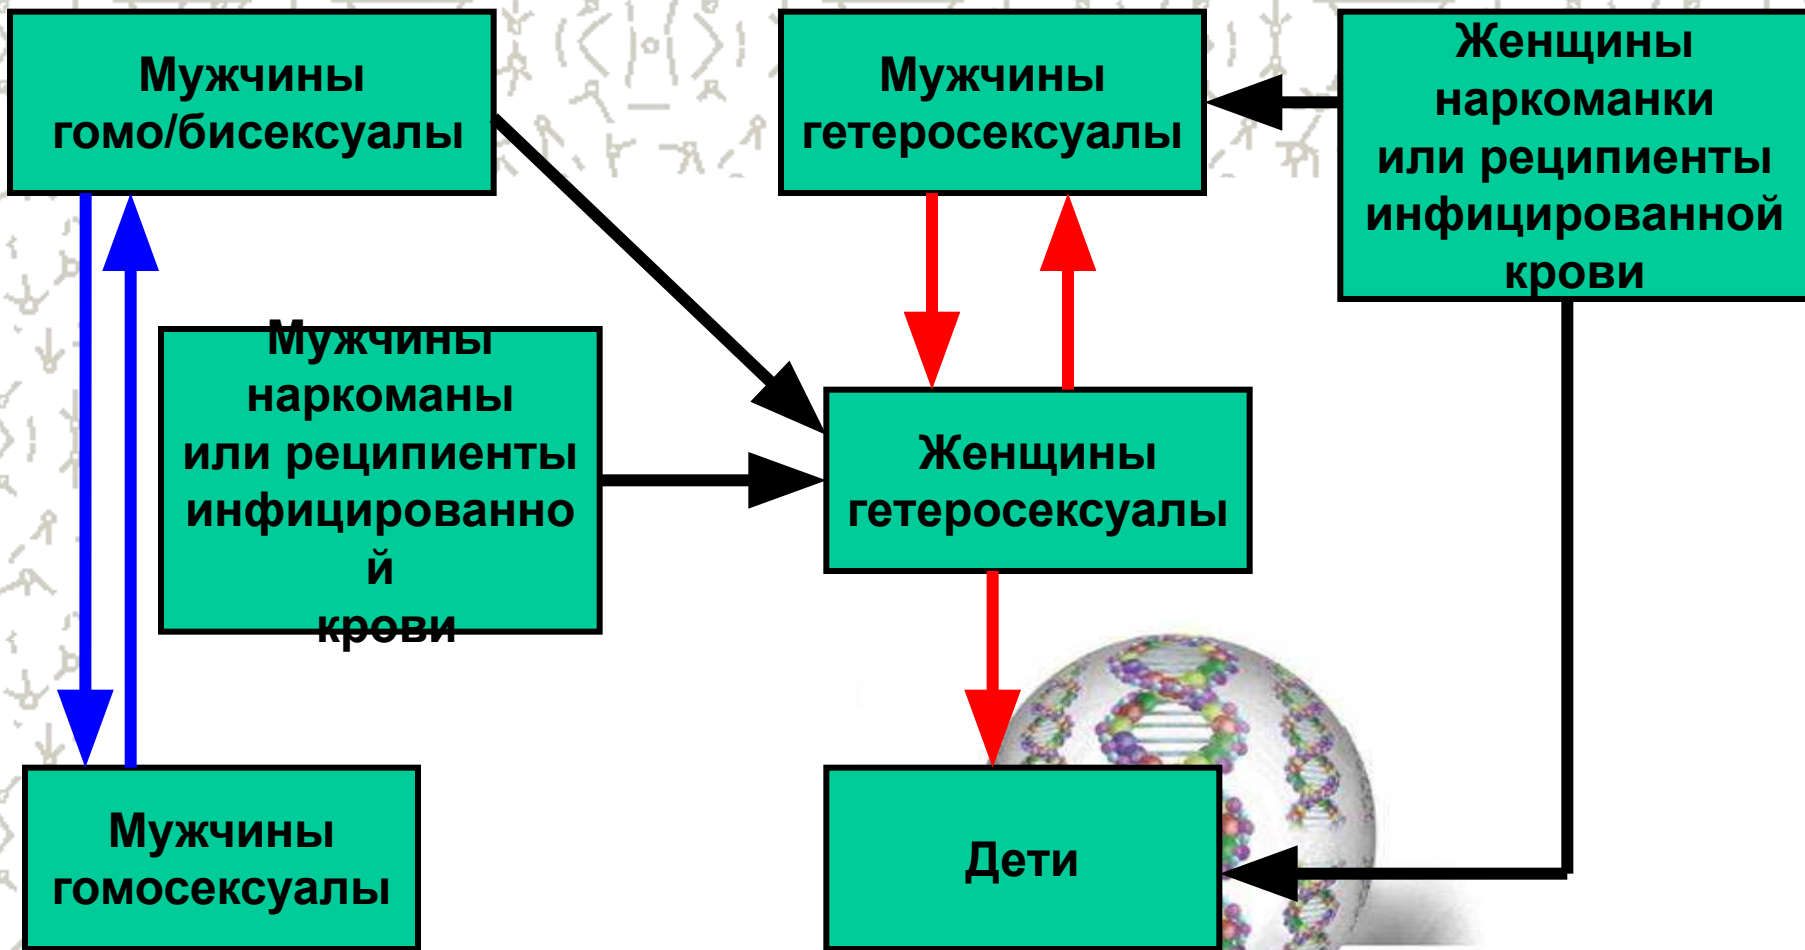 Мужчины
гомо/бисексуалы
Мужчины
гетеросексуалы
Женщины
наркоманки
или реципиенты
инфицированной
крови
Мужчины
наркоманы
или реципиенты
инфицированно
й
крови
Женщины
гетеросексуалы
Мужчины
гомосексуалы
Дети